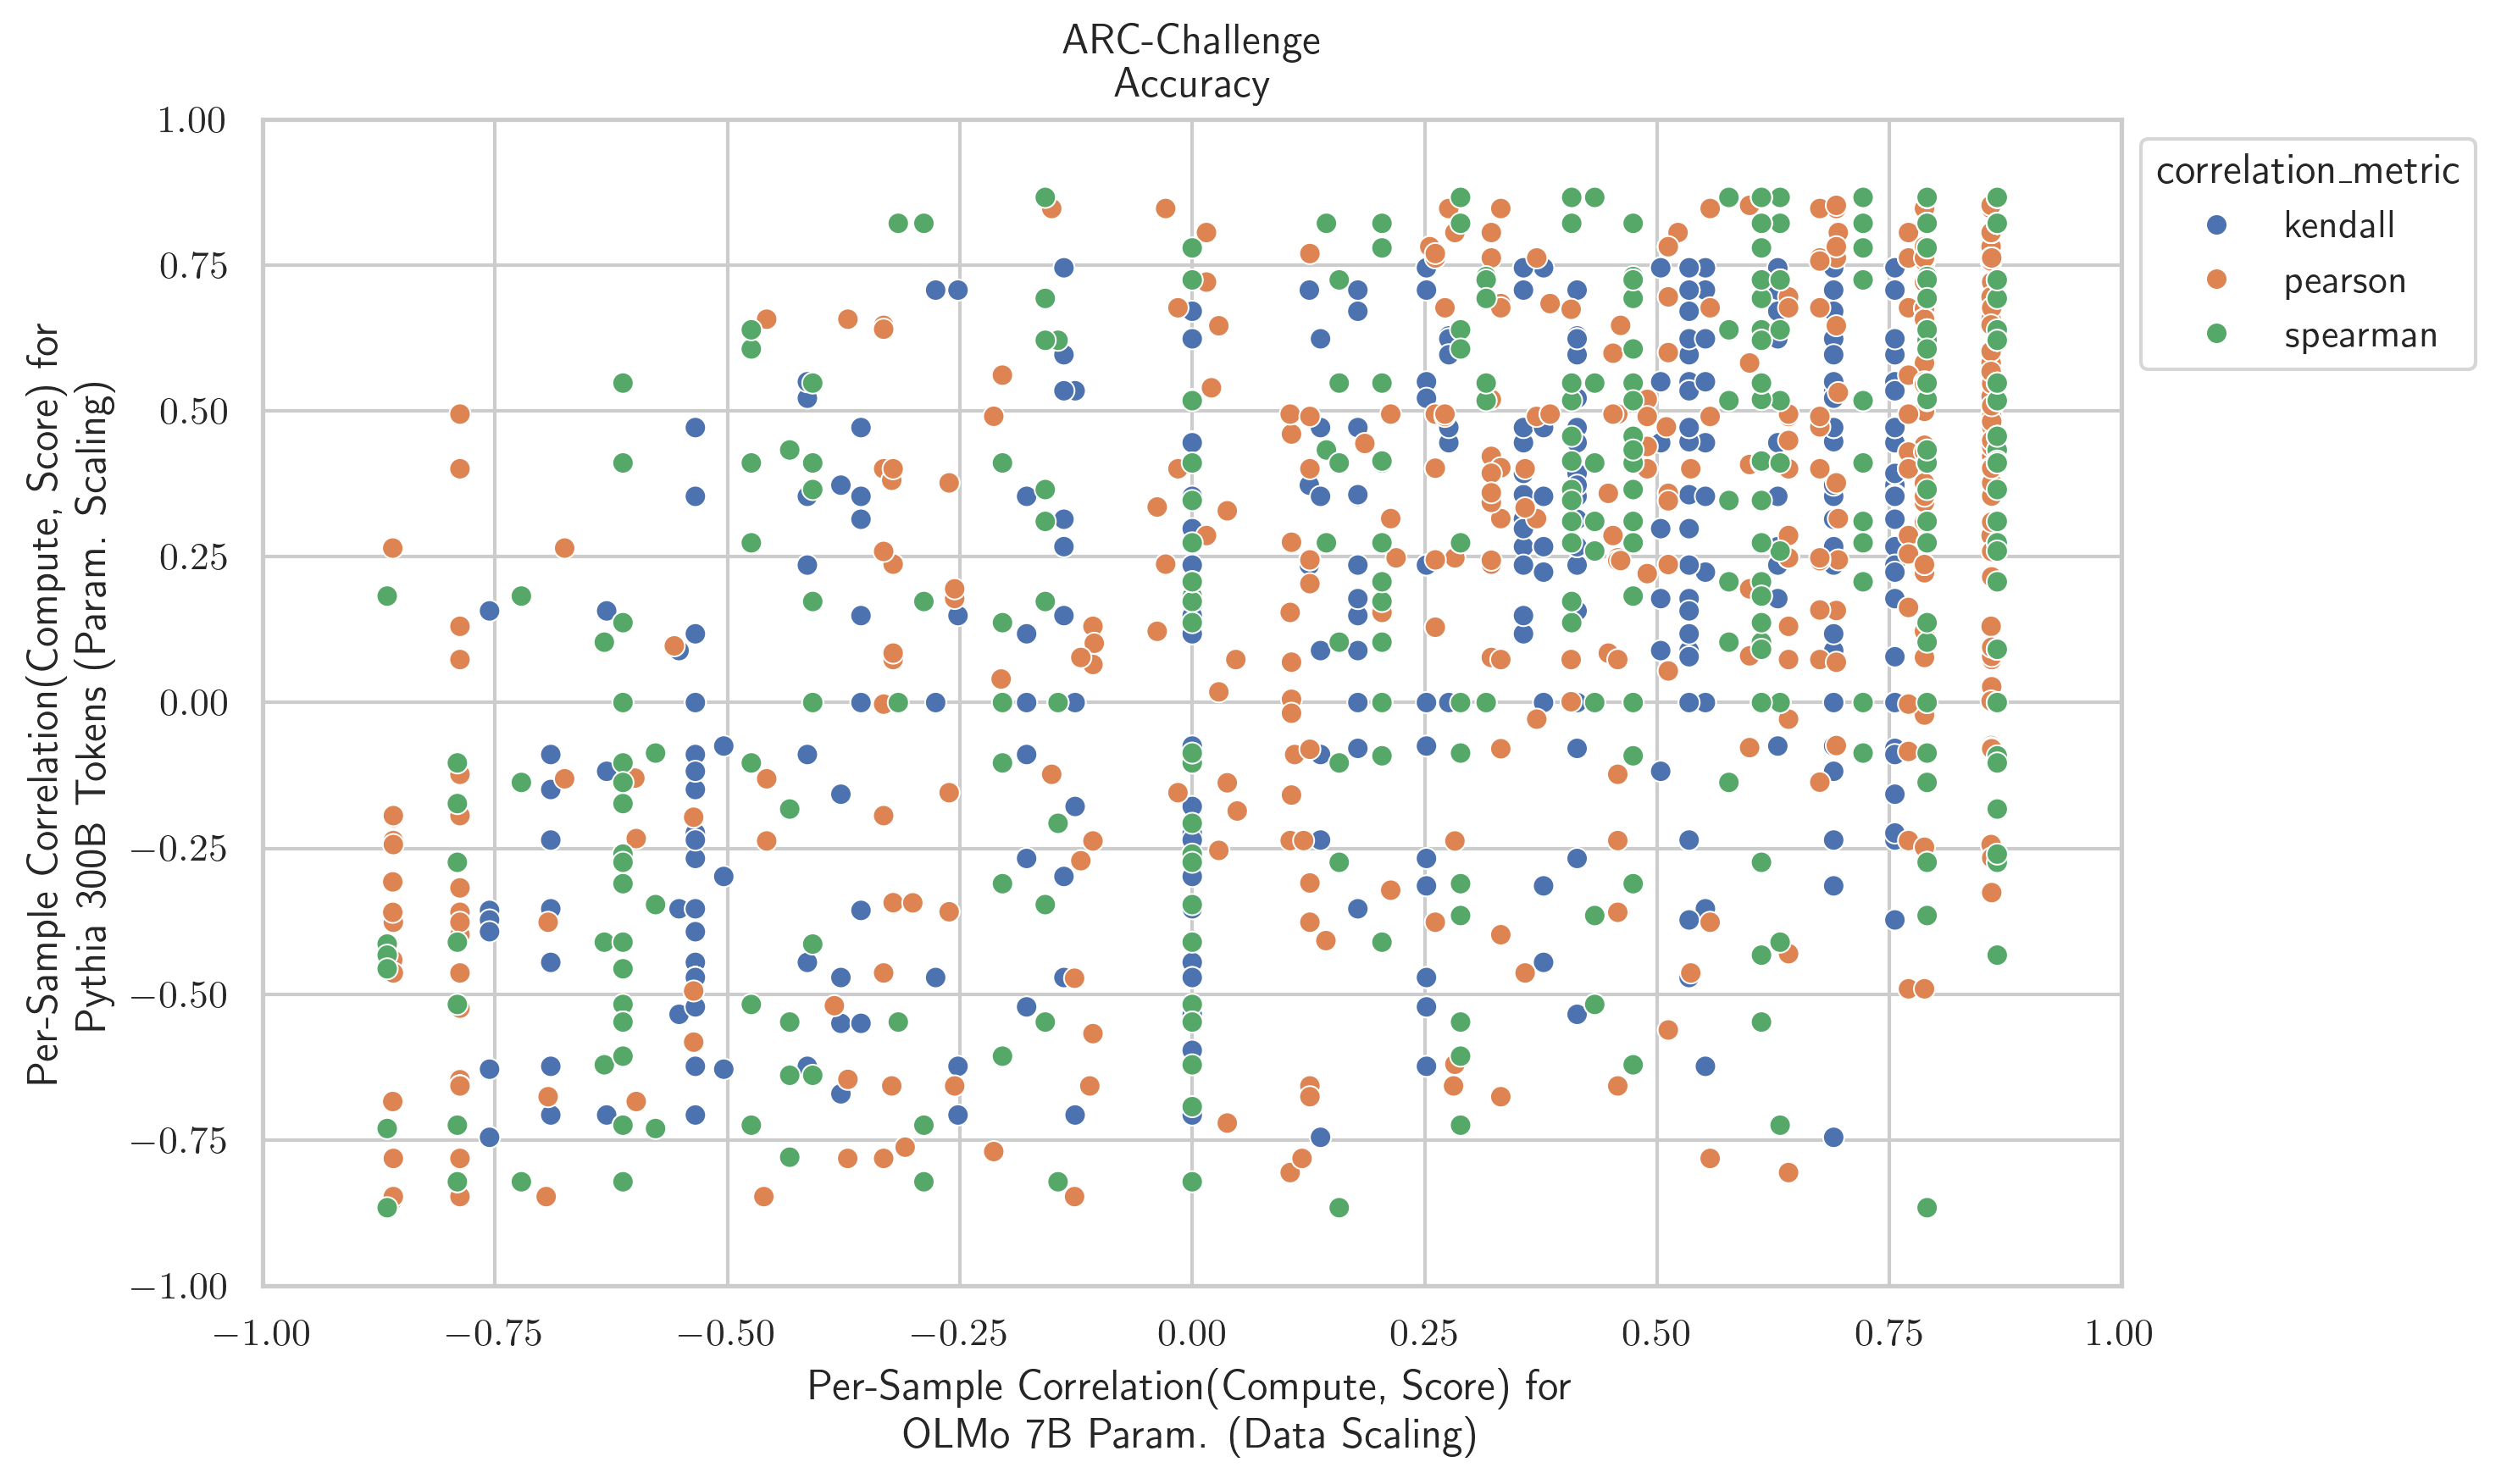 ARC-Challenge
Accuracy
Per-Sample Correlation(Compute, Score) for
Pythia 300B Tokens (Param. Scaling)
1.00
0.75
0.50
0.25
0.00
−0.25
−0.50
−0.75
−1.00
−1.00 −0.75 −0.50 −0.25 0.00 0.25 0.50 0.75 1.00
Per-Sample Correlation(Compute, Score) for
OLMo 7B Param. (Data Scaling)
correlation_metric
kendall
pearson
spearman